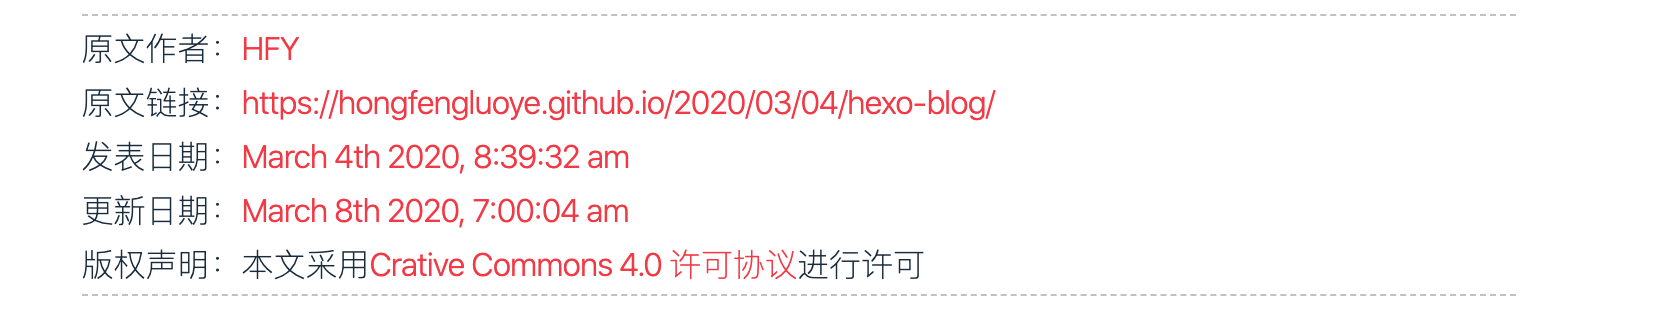 原文作者：HFY
原文链接：https://hongfengluoye.github.io/2020/03/04/hexo-blog/
发表日期：March 4th 2020, 8:39:32 am
更新日期：March 8th 2020, 7:00:04 am
版权声明：本文采用Crative Commons 4.0 许可协议进行许可